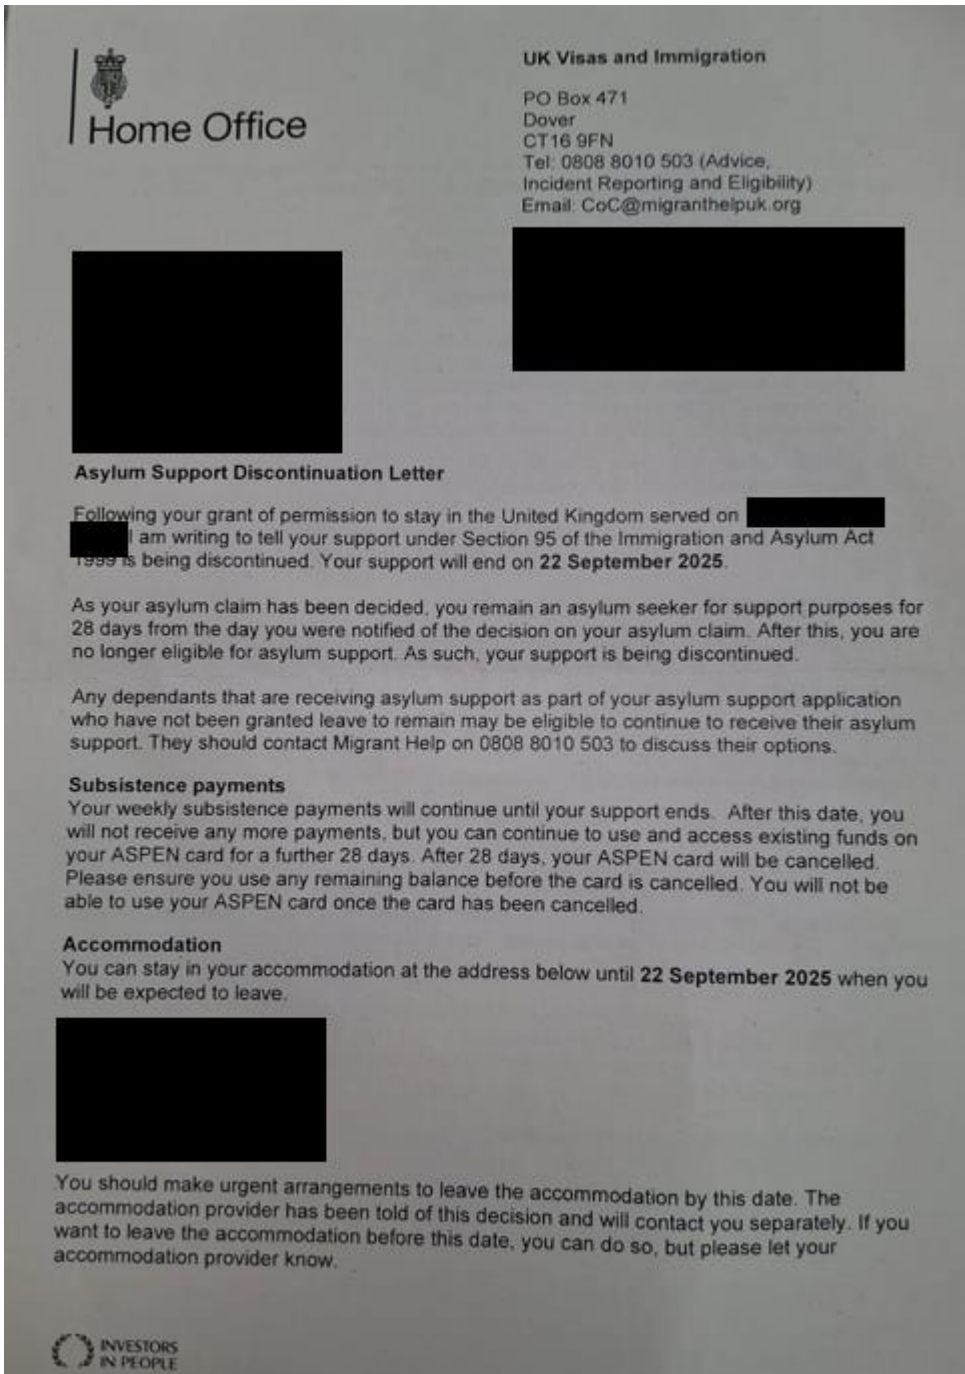 Home Office
UK Visas and Immigration
PO Box 471
Dover
CT16 9FN
Tel: 0808 8010 503 (Advice,
Incident Reporting and Eligibility)
Email: CoC@migranthelpuk.org
Asylum Support Discontinuation Letter
Following your grant of permission to stay in the United Kingdom served on
I am writing to tell your support under Section 95 of the Immigration and Asylum Act
1999 is being discontinued. Your support will end on 22 September 2025.
As your asylum claim has been decided, you remain an asylum seeker for support purposes for
28 days from the day you were notified of the decision on your asylum claim. After this, you are
no longer eligible for asylum support. As such, your support is being discontinued.
Any dependants that are receiving asylum support as part of your asylum support application
who have not been granted leave to remain may be eligible to continue to receive their asylum
support. They should contact Migrant Help on 0808 8010 503 to discuss their options.
Subsistence payments
Your weekly subsistence payments will continue until your support ends. After this date, you
will not receive any more payments, but you can continue to use and access existing funds on
your ASPEN card for a further 28 days. After 28 days, your ASPEN card will be cancelled.
Please ensure you use any remaining balance before the card is cancelled. You will not be
able to use your ASPEN card once the card has been cancelled.
Accommodation
You can stay in your accommodation at the address below until 22 September 2025 when you
will be expected to leave.
You should make urgent arrangements to leave the accommodation by this date. The
accommodation provider has been told of this decision and will contact you separately. If you
want to leave the accommodation before this date, you can do so, but please let your
accommodation provider know.
INVESTORS
IN PEOPLE